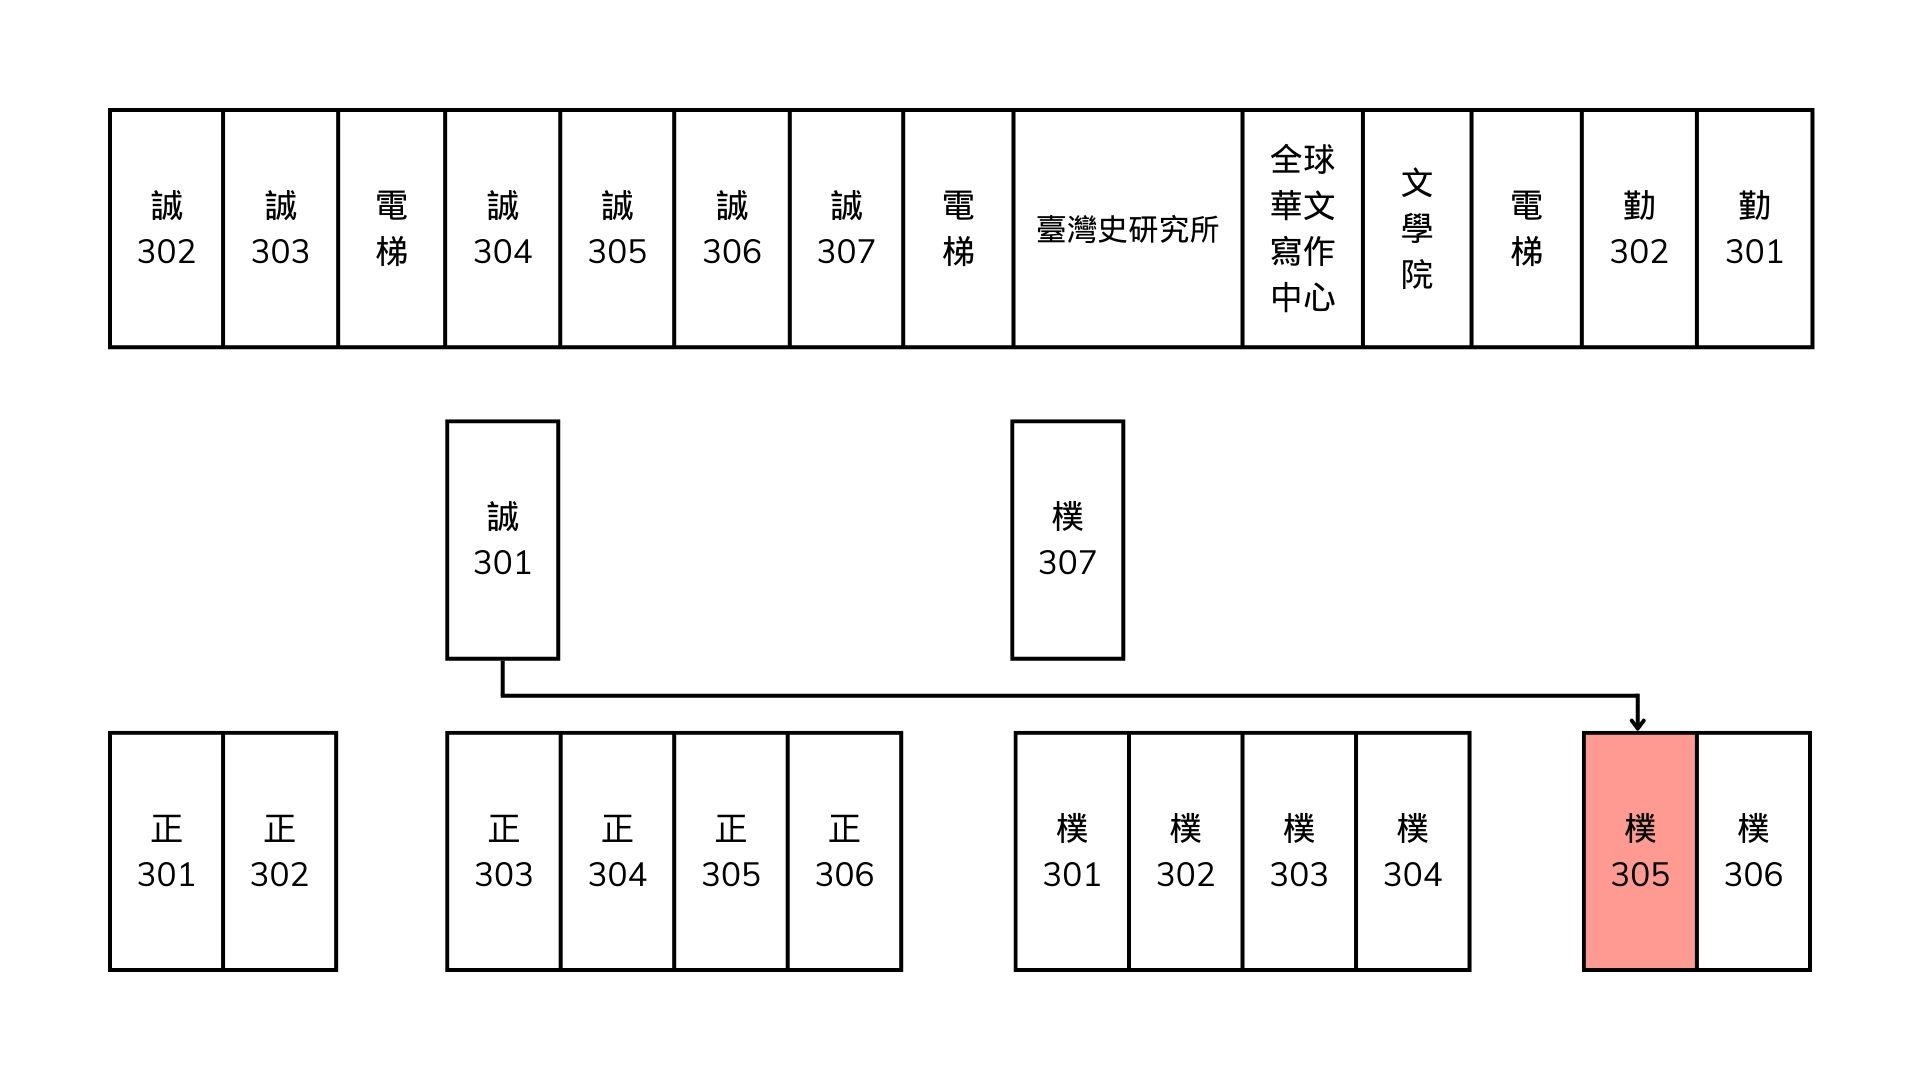 誠
302
誠
303
電
梯
誠
304
誠
305
誠
306
誠
307
電
梯
臺灣史研究所
全球
華文
寫作
中心
文
學
院
電
梯
勤
302
勤
301
誠
301
樸
307
正
301
正
302
正
303
正
304
正
305
正
306
樸
301
樸
302
樸
303
樸
304
樸
305
樸
306